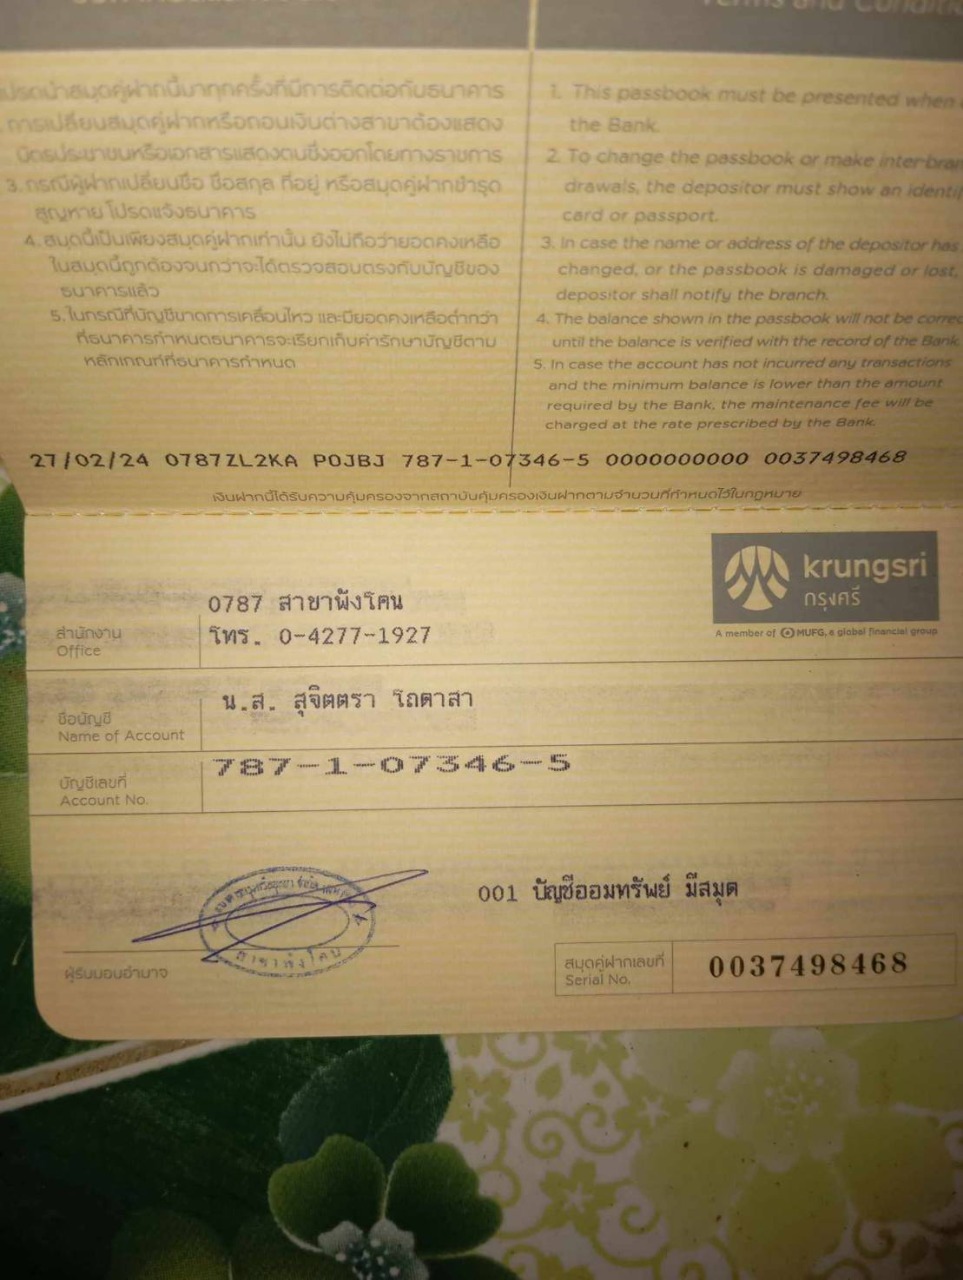 Terms and Conditio
โปรดนำสมุดคู่ฝากนี้มาทุกครั้งที่มีการติดต่อกับธนาคาร
การเปลี่ยนสมุดคู่ฝากหรือถอนเงินต่างสาขาต้องแสดง
บัตรประชาชนหรือเอกสารแสดงตนซึ่งออกโดยทางราชการ
3. กรณีผู้ฝากเปลี่ยนชื่อ ชื่อสกุล ที่อยู่ หรือสมุดคู่ฝากชำรุด
สูญหาย โปรดแจ้งธนาคาร
4. สมุดนี้เป็นเพียงสมุดคู่ฝากเท่านั้น ยังไม่ถือว่ายอดคงเหลือ
ในสมุดนี้ถูกต้องจนกว่าจะได้ตรวจสอบตรงกับบัญชีของ
ธนาคารแล้ว
5. ในกรณีที่บัญชีขาดการเคลื่อนไหว และมียอดคงเหลือต่ำกว่า
ที่ธนาคารกำหนดธนาคารจะเรียกเก็บค่ารักษาบัญชีตาม
หลักเกณฑ์ที่ธนาคารกำหนด
1. This passbook must be presented when
the Bank.
2. To change the passbook or make inter-bran
drawals, the depositor must show an identif
card or passport.
3. In case the name or address of the depositor has
changed, or the passbook is damaged or lost,
depositor shall notify the branch.
4. The balance shown in the passbook will not be correc
until the balance is verified with the record of the Bank.
5. In case the account has not incurred any transactions
and the minimum balance is lower than the amount
required by the Bank, the maintenance fee will be
charged at the rate prescribed by the Bank.
27/02/24 0787ZL2KA POJBJ 787-1-07346-5 0000000000 0037498468
เงินฝากนี้ได้รับความคุ้มครองจากสถาบันคุ้มครองเงินฝากตามจำนวนที่กำหนดไว้ในกฎหมาย
krungsri
กรุงศรี
A member of MUFG, a global financial group
0787 สาขาพังโคน
สำนักงาน
Office
โทร. 0-4277-1927
ชื่อบัญชี
Name of Account
น.ส. สุจิตตรา โถดาสา
บัญชีเลขที่
Account No.
787-1-07346-5
001 บัญชีออมทรัพย์ มีสมุด
สาขาพังโคน
ผู้รับมอบอำนาจ
สมุดคู่ฝากเลขที่
Serial No.
0037498468